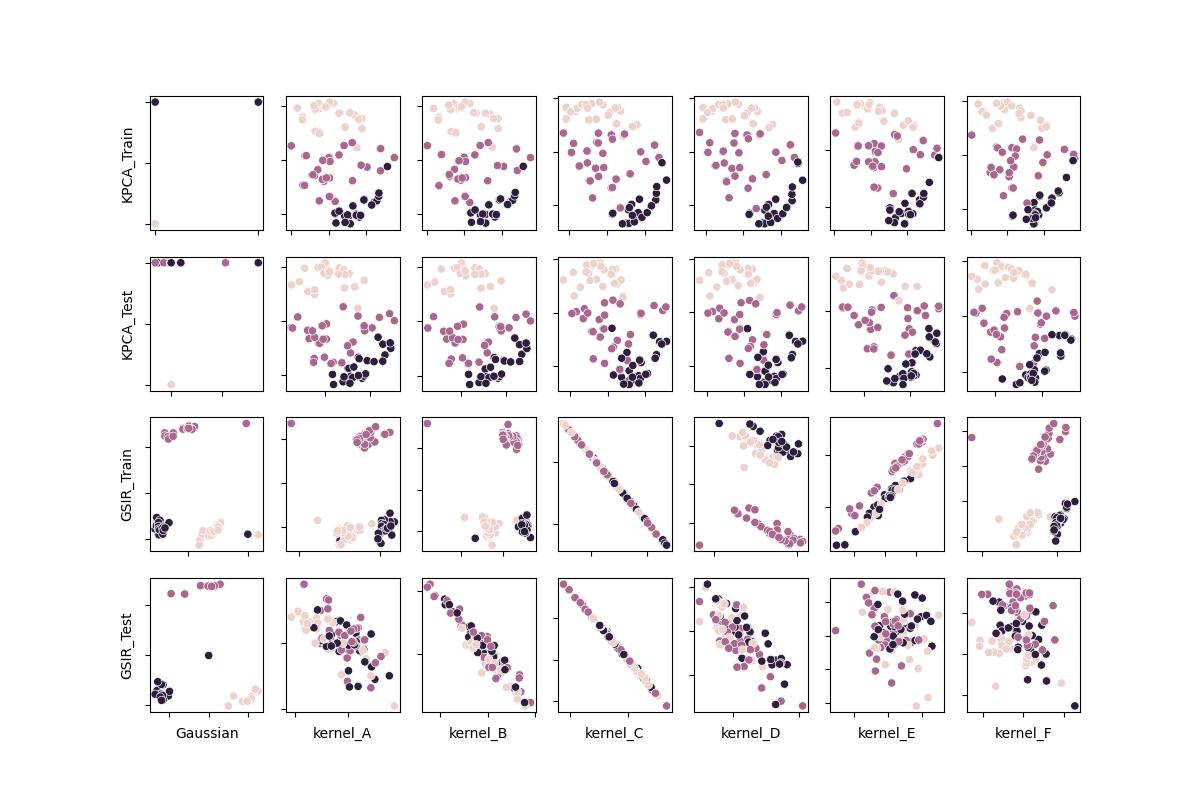 KPCA_Train
KPCA_Test
GSIR_Train
GSIR_Test
Gaussian
kernel_A
kernel_B
kernel_C
kernel_D
kernel_E
kernel_F